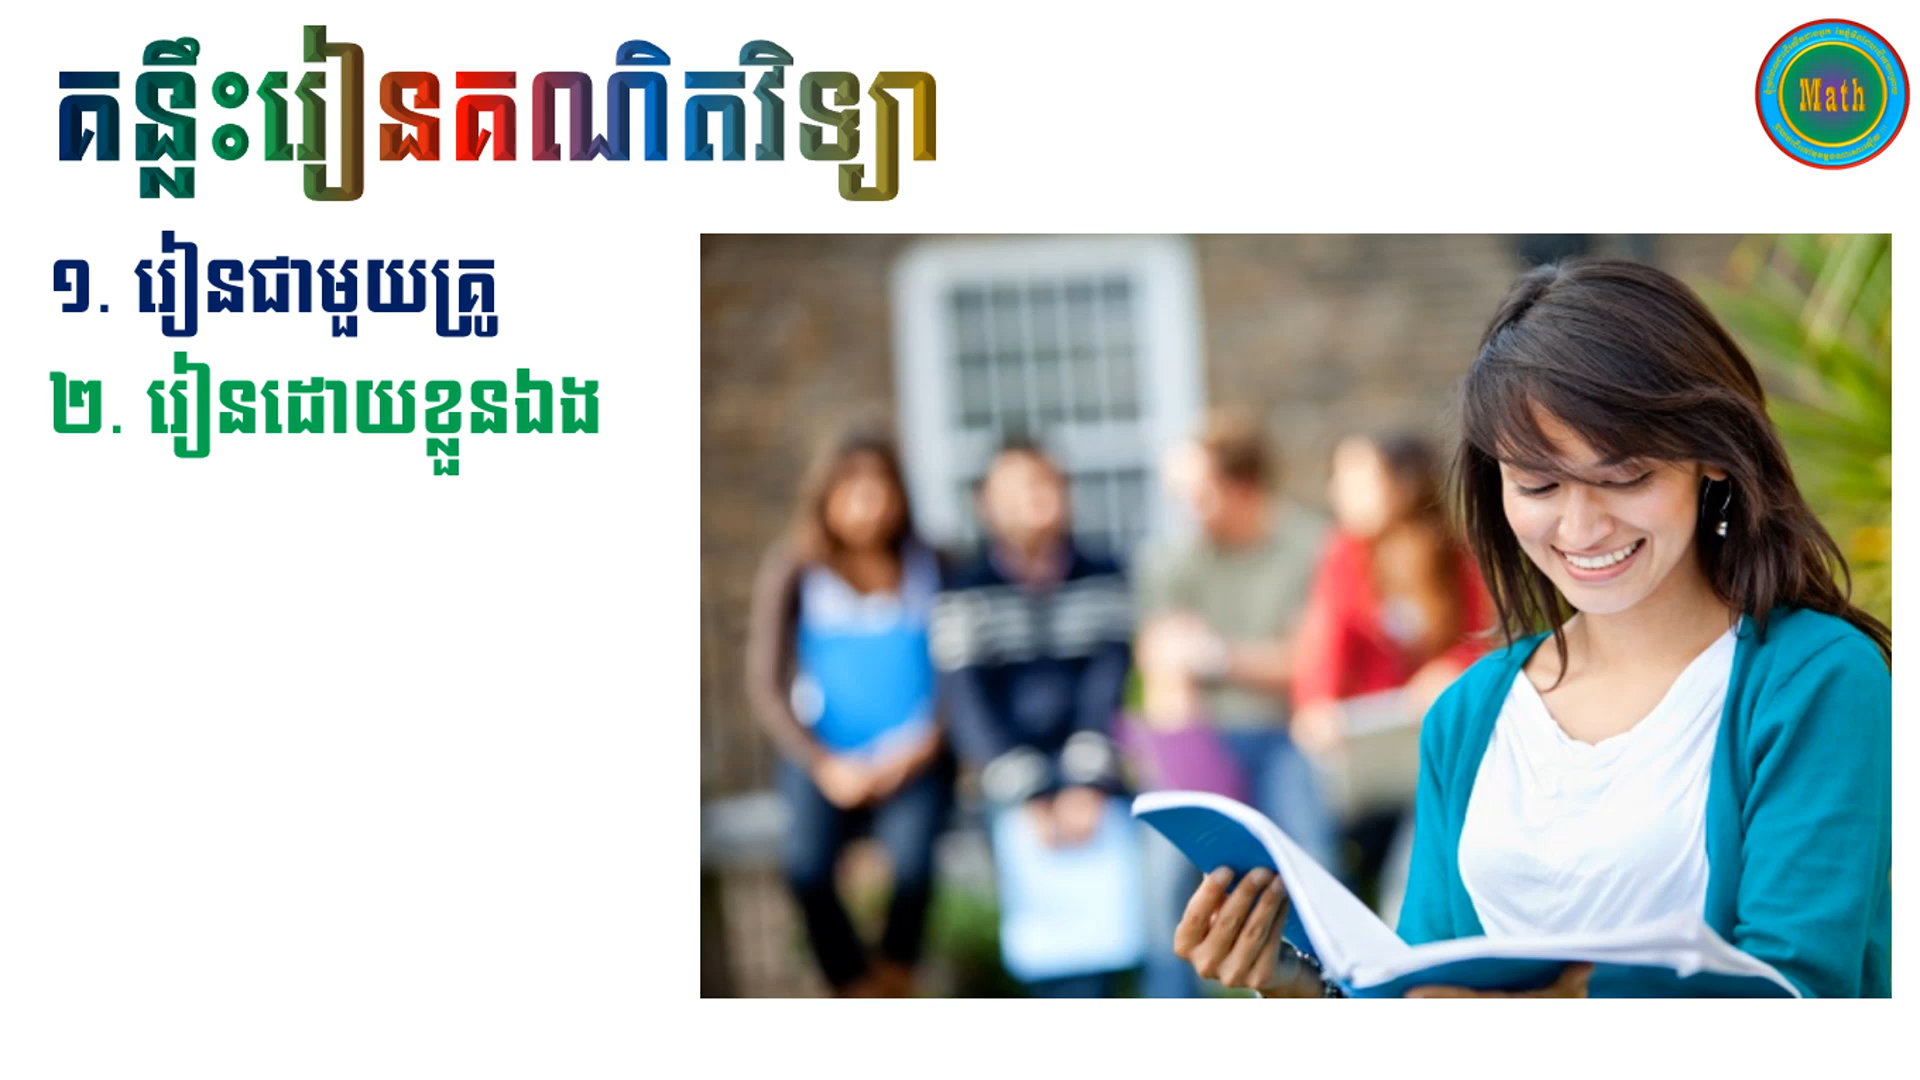 គន្លឹះរៀនគណិតវិទ្យា
Math
១. រៀនជាមួយគ្រូ
២. រៀនដោយខ្លួនឯង